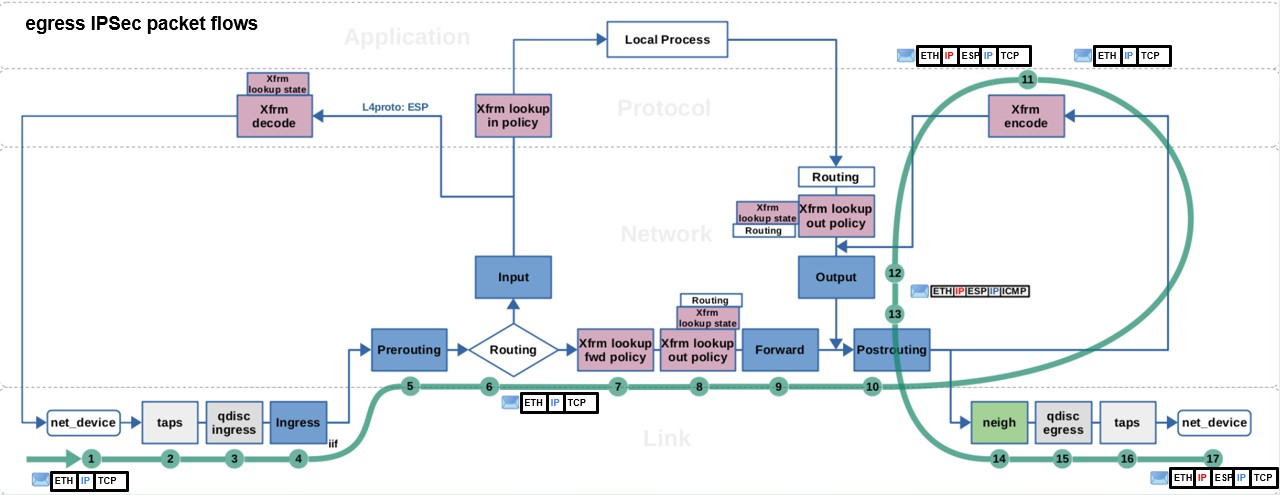 egress IPSec packet flows
Application
Local Process
ETH IP ESP IP TCP
ETH IP TCP
11
Xfrm
lookup state
Xfrm
decode
L4proto: ESP
Xfrm lookup
in policy
Protocol
Xfrm
encode
Routing
Xfrm
lookup state
Routing
Xfrm lookup
out policy
Network
Input
Output
12
ETH IP ESP IP ICMP
13
Routing
Xfrm
lookup state
Prerouting
Routing
Xfrm lookup
fwd policy
Xfrm lookup
out policy
Forward
Postrouting
5
6
7
8
9
10
ETH IP TCP
net_device
taps
qdisc
ingress
Ingress
iif
Link
neigh
qdisc
egress
taps
net_device
1
2
3
4
14
15
16
17
ETH IP TCP
ETH IP ESP IP TCP